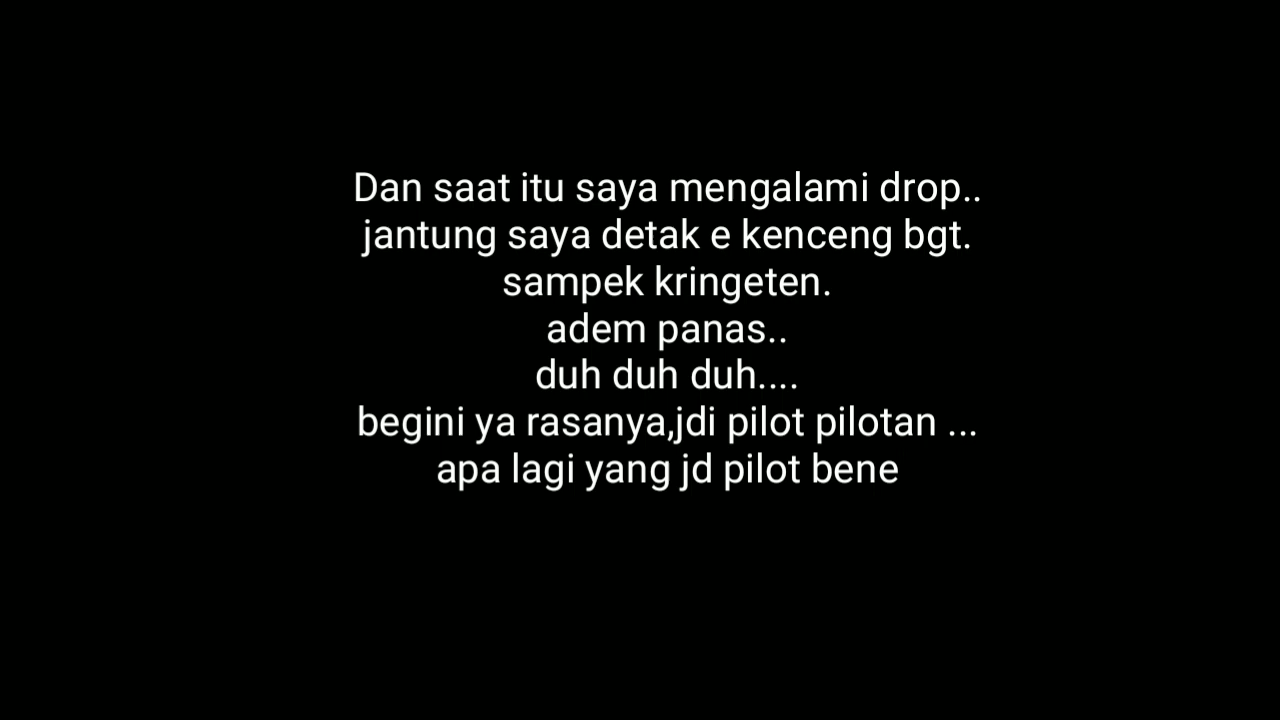 Dan saat itu saya mengalami drop..
jantung saya detak e kenceng bgt.
sampek kringeten.
adem panas..
duh duh duh....
begini ya rasanya,jdi pilot pilotan ...
apa lagi yang jd pilot bene